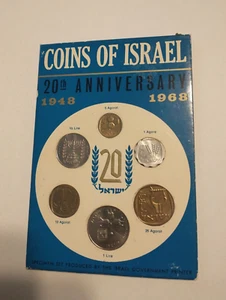 COINS OF ISRAEL
20th ANNIVERSARY
1948 1968
5 Agorot
½ Lira
1 Agora
20
ישראל
10 Agorot
25 Agorot
1 Lira